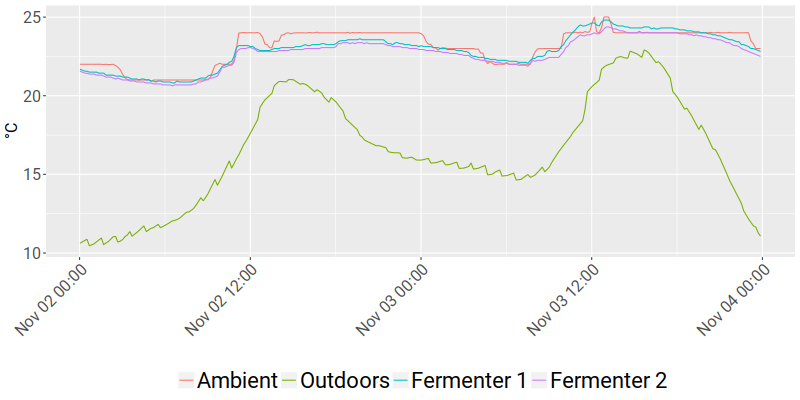 25
20
15
10
°C
Nov 02 00:00
Nov 02 12:00
Nov 03 00:00
Nov 03 12:00
Nov 04 00:00
Ambient Outdoors Fermenter 1 Fermenter 2